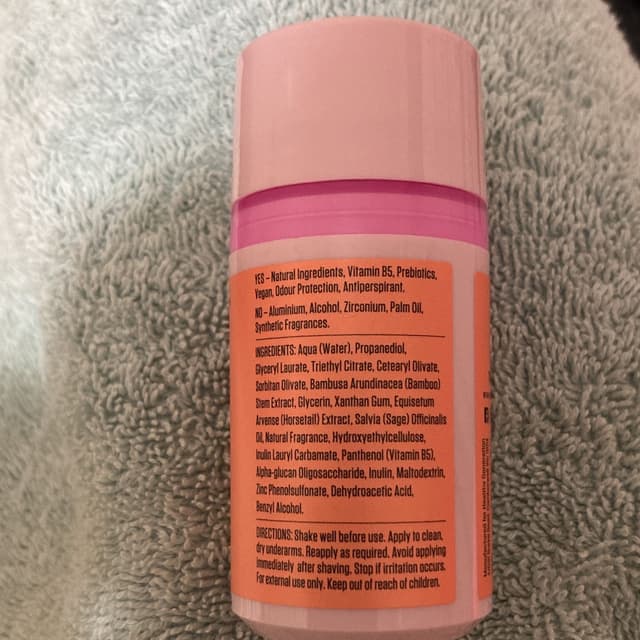 YES – Natural Ingredients, Vitamin B5, Prebiotics,
Vegan, Odour Protection, Antiperspirant.
NO – Aluminium, Alcohol, Zirconium, Palm Oil,
Synthetic Fragrances.
INGREDIENTS: Aqua (Water), Propanediol,
Glyceryl Laurate, Triethyl Citrate, Cetearyl Olivate,
Sorbitan Olivate, Bambusa Arundinacea (Bamboo)
Stem Extract, Glycerin, Xanthan Gum, Equisetum
Arvense (Horsetail) Extract, Salvia (Sage) Officinalis
Oil, Natural Fragrance, Hydroxyethylcellulose,
Inulin Lauryl Carbamate, Panthenol (Vitamin B5),
Alpha-glucan Oligosaccharide, Inulin, Maltodextrin,
Zinc Phenolsulfonate, Dehydroacetic Acid,
Benzyl Alcohol.
DIRECTIONS: Shake well before use. Apply to clean,
dry underarms. Reapply as required. Avoid applying
immediately after shaving. Stop if irritation occurs.
For external use only. Keep out of reach of children.